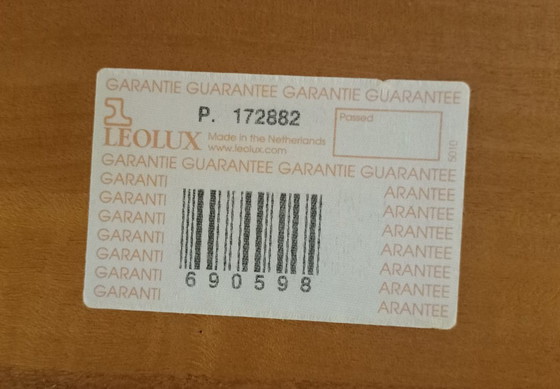 GARANTIE GUARANTEE GARANTIE GUARANTEE
P. 172882
Passed
LEOLUX
Made in the Netherlands
www.leolux.com
5010
GARANTIE GUARANTEE GARANTIE GUARANTEE
GARANTI ARANTEE
GARANTI ARANTEE
GARANTI ARANTEE
GARANTI ARANTEE
GARANTI ARANTEE
GARANTI ARANTEE
GARANTI ARANTEE
690598